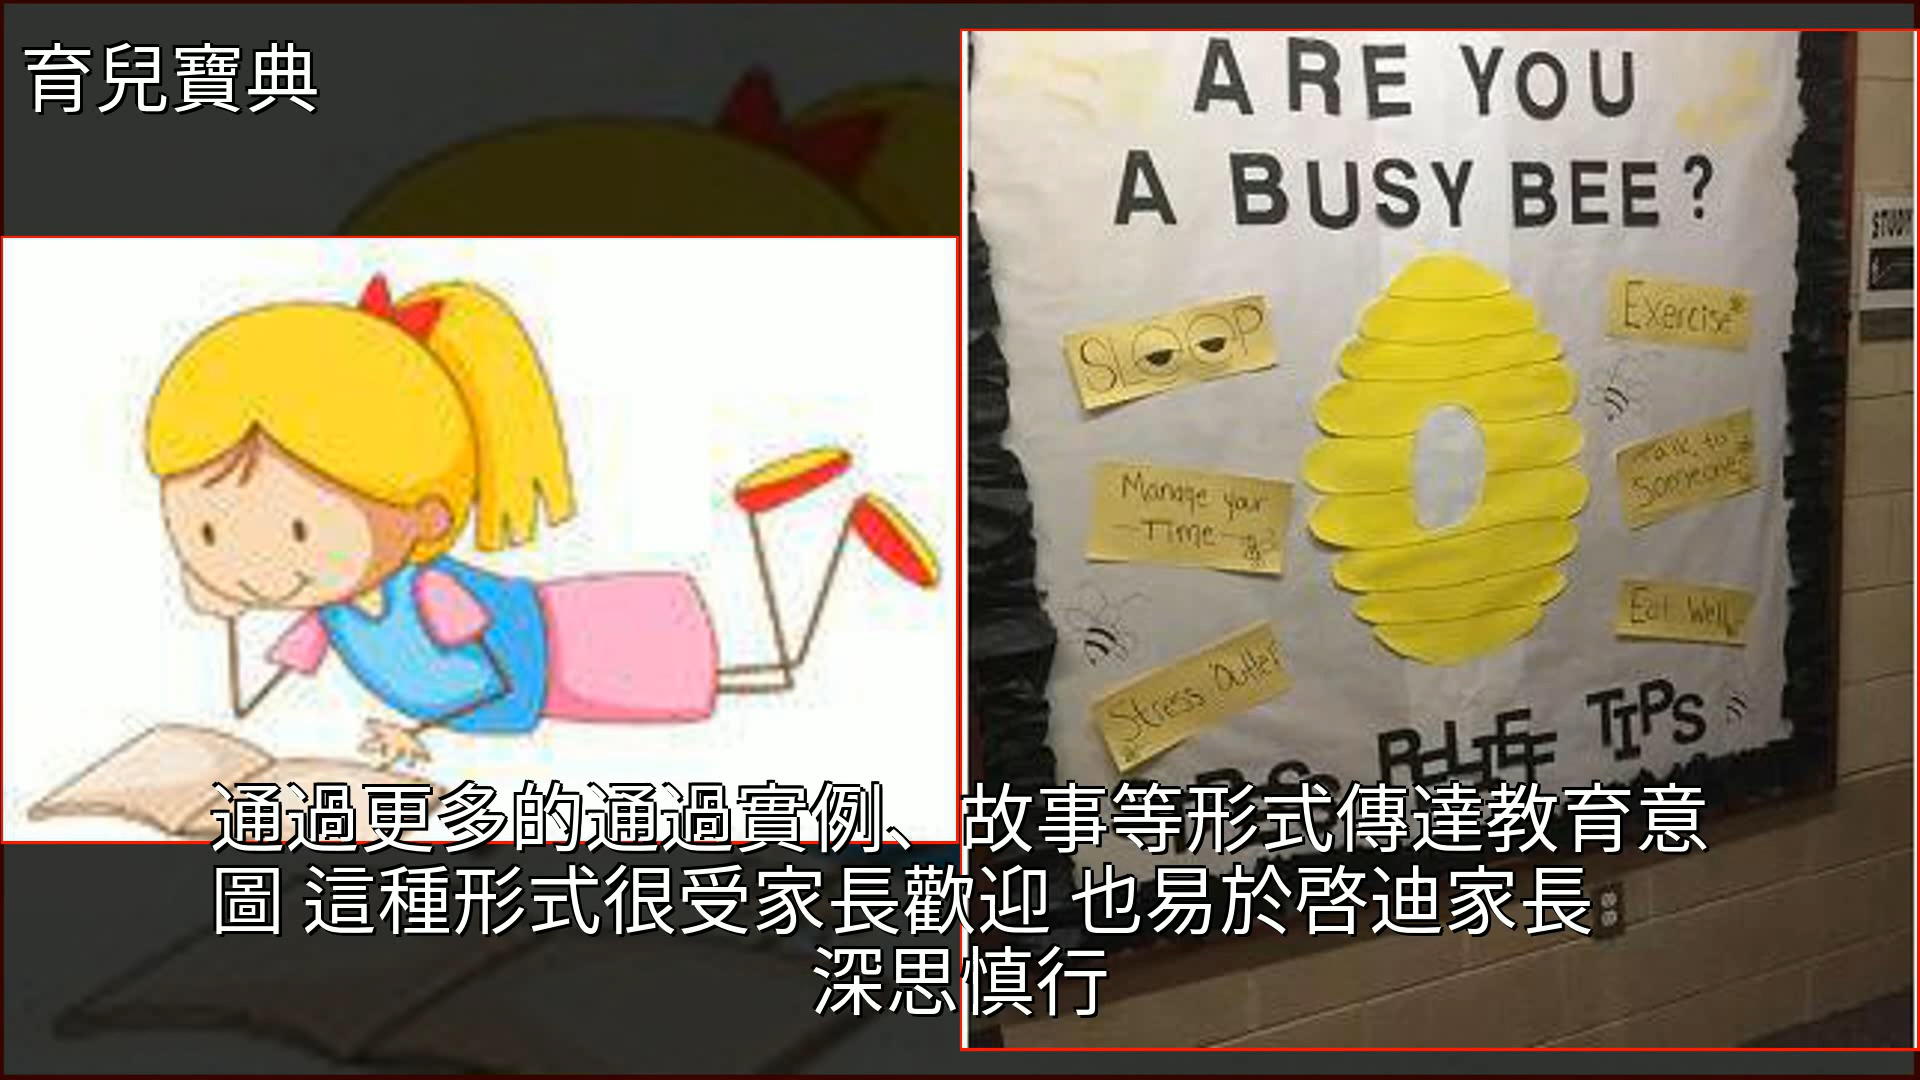 育兒寶典
ARE YOU
A BUSY BEE?
SLOOP
Exercise
Manage your
Time
Talk to
Someone
Eat Well
Stress Outlet
RELIEF TIPS
STUDY
通過更多的通過實例、故事等形式傳達教育意
圖 這種形式很受家長歡迎 也易於啓迪家長
深思慎行